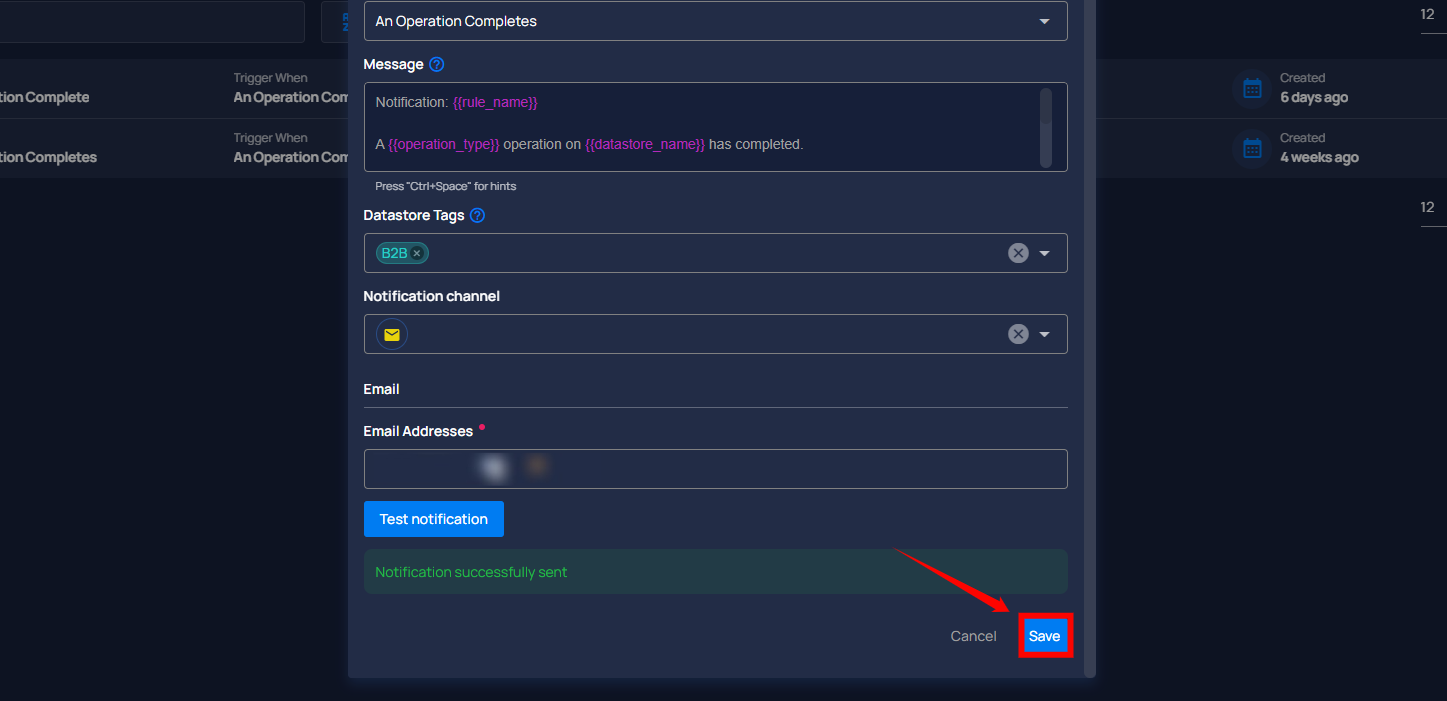 An Operation Completes
12
Message
Notification: {{rule_name}}
A {{operation_type}} operation on {{datastore_name}} has completed.
Press "Ctrl+Space" for hints
Datastore Tags
B2B
Notification channel
Email
Email Addresses
Test notification
Notification successfully sent
Cancel
Save
tion Complete
Trigger When
An Operation Com
Created
6 days ago
tion Completes
Trigger When
An Operation Com
Created
4 weeks ago
12